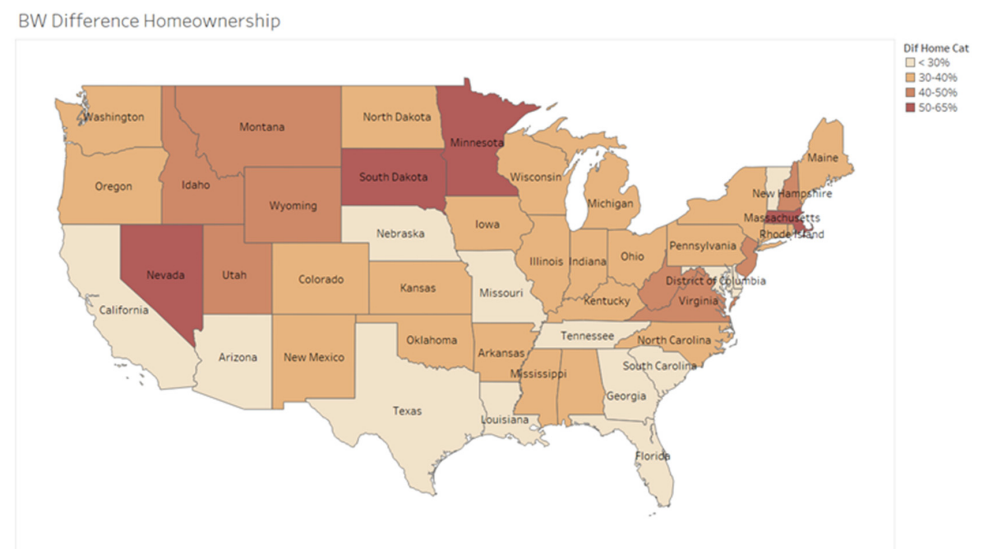 BW Difference Homeownership
Dif Home Cat
< 30%
30-40%
40-50%
50-65%
Washington
Montana
North Dakota
Minnesota
Maine
Oregon
Idaho
South Dakota
Wisconsin
New Hampshire
Wyoming
Michigan
Massachusetts
Iowa
Rhode Island
Nebraska
Pennsylvania
Nevada
Utah
Colorado
Illinois
Indiana
Ohio
District of Columbia
Kansas
Missouri
Kentucky
Virginia
California
Tennessee
North Carolina
Oklahoma
Arizona
New Mexico
Arkansas
South Carolina
Mississippi
Georgia
Texas
Louisiana
Florida